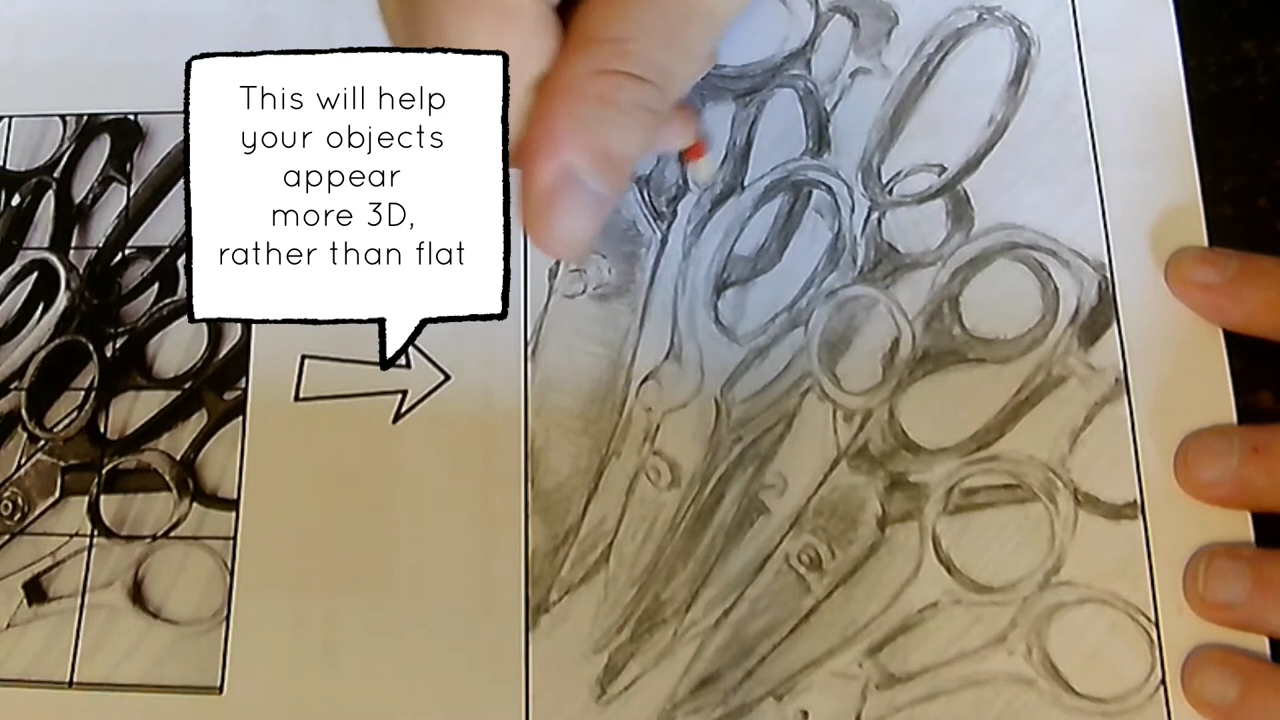 This will help
your objects
appear
more 3D,
rather than flat